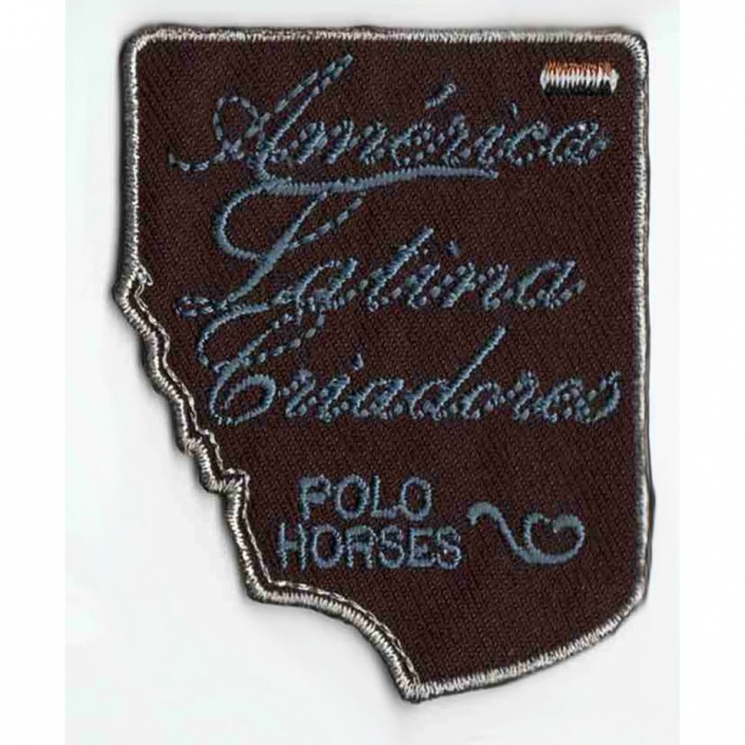 América
Latina
Criadores
POLO
HORSES